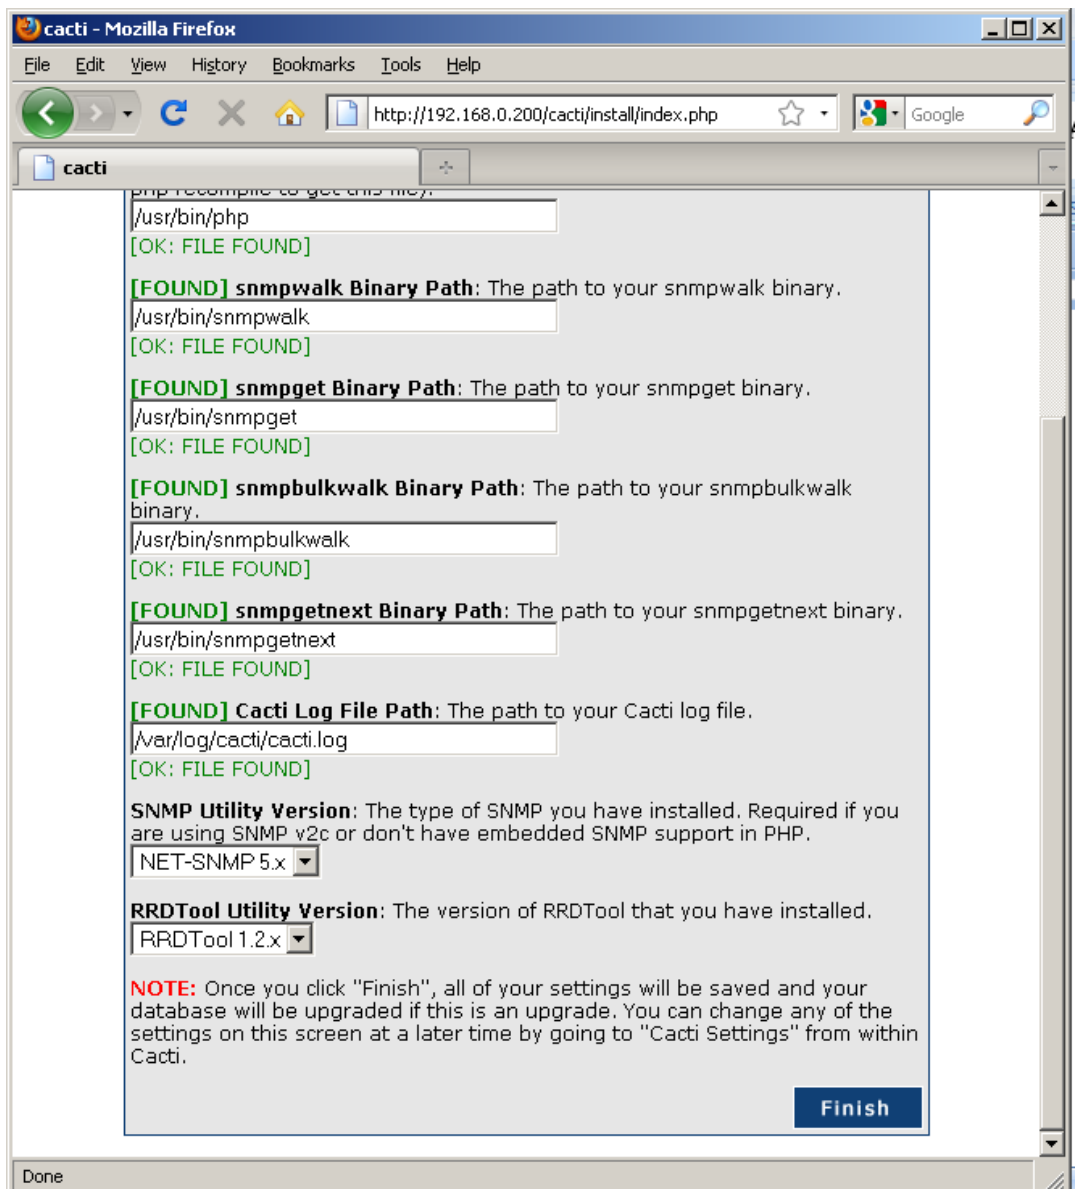 cacti - Mozilla Firefox
File Edit View History Bookmarks Tools Help
http://192.168.0.200/cacti/install/index.php Google
cacti
php recompile to get this file).
/usr/bin/php
[OK: FILE FOUND]
[FOUND] snmpwalk Binary Path: The path to your snmpwalk binary.
/usr/bin/snmpwalk
[OK: FILE FOUND]
[FOUND] snmpget Binary Path: The path to your snmpget binary.
/usr/bin/snmpget
[OK: FILE FOUND]
[FOUND] snmpbulkwalk Binary Path: The path to your snmpbulkwalk
binary.
/usr/bin/snmpbulkwalk
[OK: FILE FOUND]
[FOUND] snmpgetnext Binary Path: The path to your snmpgetnext binary.
/usr/bin/snmpgetnext
[OK: FILE FOUND]
[FOUND] Cacti Log File Path: The path to your Cacti log file.
/var/log/cacti/cacti.log
[OK: FILE FOUND]
SNMP Utility Version: The type of SNMP you have installed. Required if you
are using SNMP v2c or don't have embedded SNMP support in PHP.
NET-SNMP 5.x
RRDTool Utility Version: The version of RRDTool that you have installed.
RRDTool 1.2.x
NOTE: Once you click "Finish", all of your settings will be saved and your
database will be upgraded if this is an upgrade. You can change any of the
settings on this screen at a later time by going to "Cacti Settings" from within
Cacti.
Finish
Done